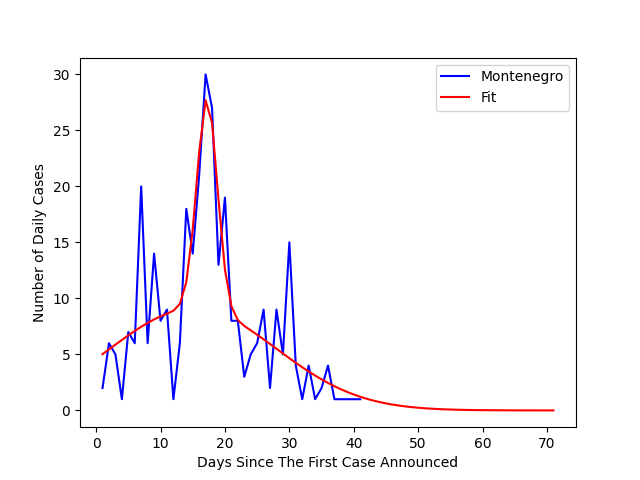 Montenegro
Fit
30
25
20
15
10
5
0
Number of Daily Cases
0 10 20 30 40 50 60 70
Days Since The First Case Announced